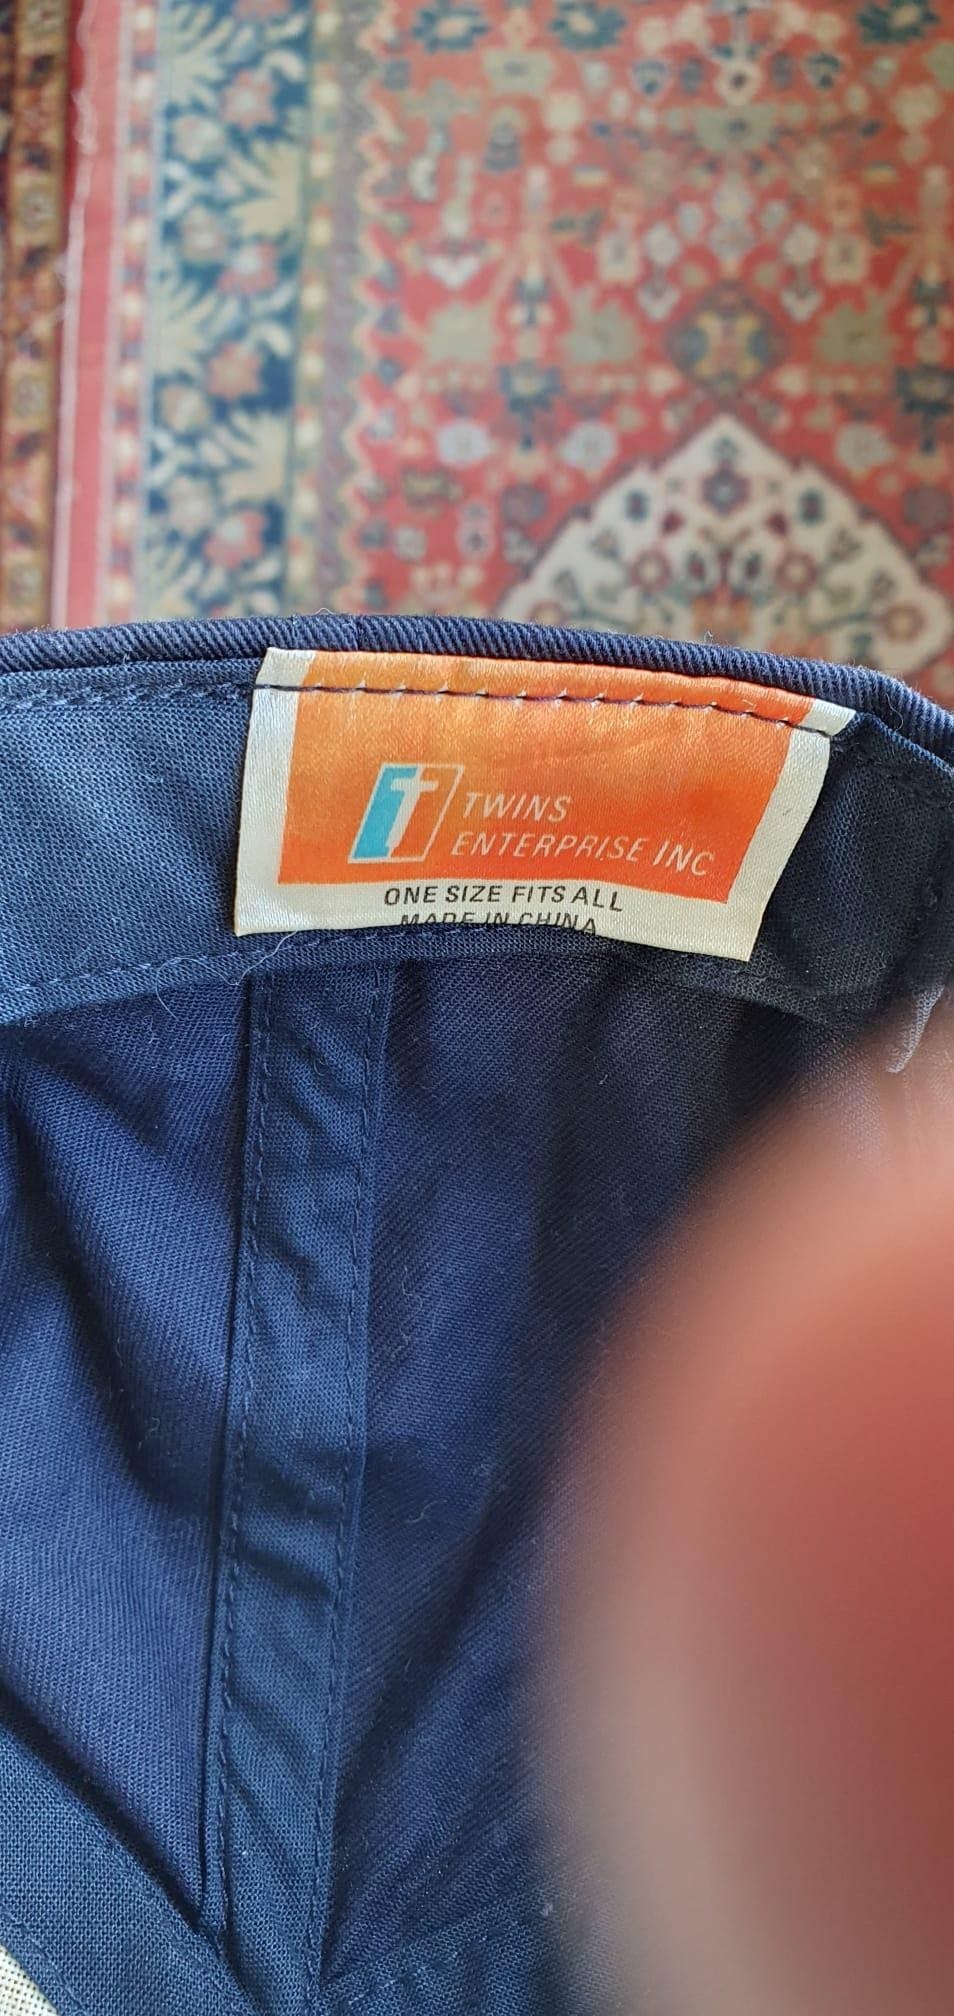 TWINS
ENTERPRISE INC
ONE SIZE FITS ALL
MADE IN CHINA